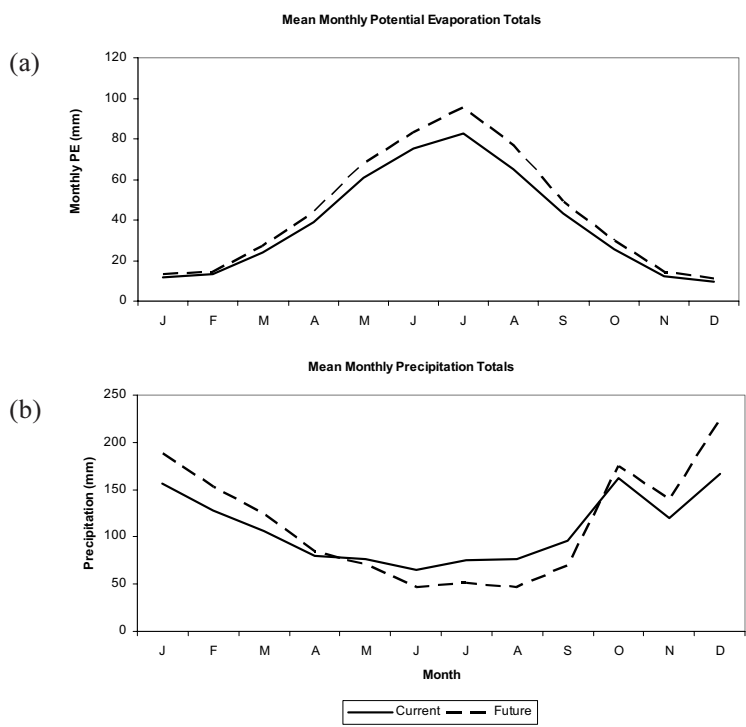 Mean Monthly Potential Evaporation Totals
(a)
120
100
80
60
40
20
0
Monthly PE (mm)
J F M A M J J A S O N D
Mean Monthly Precipitation Totals
(b)
250
200
150
100
50
0
Precipitation (mm)
J F M A M J J A S O N D
Month
Current Future